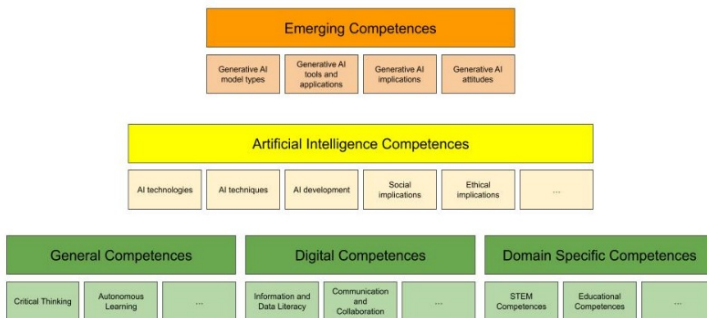 Emerging Competences
Generative AI
model types
Generative AI
tools and
applications
Generative AI
implications
Generative AI
attitudes
Artificial Intelligence Competences
AI technologies
AI techniques
AI development
Social
implications
Ethical
implications
...
General Competences
Digital Competences
Domain Specific Competences
Critical Thinking
Autonomous
Learning
...
Information and
Data Literacy
Communication
and
Collaboration
...
STEM
Competences
Educational
Competences
...